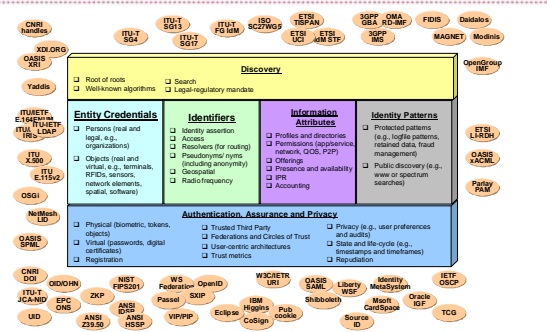 CNRI
handles
ITU-T
SG4
ITU-T
SG13
ITU-T
SG17
ITU-T
FG IdM
ISO
SC27WG5
ETSI
TISPAN
ETSI
UCI
ETSI
IdM STF
3GPP
GBA
3GPP
IMS
OMA
RD-IMF
FIDIS
MAGNET
Daidalos
Modinis
XDI.ORG
OASIS
XRI
Yaddis
ITU/IETF
E.164ENUM
ITU-IETF
LDAP
IRIS
ITU
X.500
ITU
E.115v2
OSGi
NetMesh
LID
OASIS
SPML
OpenGroup
IMF
ETSI
LI-RDH
OASIS
xACML
Parlay
PAM
Discovery
❑ Root of roots
❑ Well-known algorithms
❑ Search
❑ Legal-regulatory mandate
Entity Credentials
❑ Persons (real and
legal, e.g.,
organizations)
❑ Objects (real and
virtual, e.g., terminals,
RFIDs, sensors,
network elements,
spatial, software)
Identifiers
❑ Identity assertion
❑ Access
❑ Resolvers (for routing)
❑ Pseudonyms/ nyms
(including anonymity)
❑ Geospatial
❑ Radio frequency
Information
Attributes
❑ Profiles and directories
❑ Permissions (app/service,
network, QOS, P2P)
❑ Offerings
❑ Presence and availability
❑ IPR
❑ Accounting
Identity Patterns
❑ Protected patterns
(e.g., logfile patterns,
retained data, fraud
management)
❑ Public discovery (e.g.,
www or spectrum
searches)
Authentication, Assurance and Privacy
❑ Physical (biometric, tokens,
objects)
❑ Virtual (passwords, digital
certificates)
❑ Registration
❑ Trusted Third Party
❑ Federations and Circles of Trust
❑ User-centric architectures
❑ Trust metrics
❑ Privacy (e.g., user preferences
and audits)
❑ State and life-cycle (e.g.,
timestamps and timeframes)
❑ Repudiation
CNRI
DOI
OID/OHN
ITU-T
JCA-NID
EPC
ONS
UID
ZKP
ANSI
Z39.50
NIST
FIPS201
ANSI
IDSP
ANSI
HSSP
WS
Federation
Passel
VIP/PIP
OpenID
SXIP
Eclipse
IBM
Higgins
CoSign
W3C/IETF
URI
Pub
cookie
OASIS
SAML
Shibboleth
Liberty
WSF
Source
ID
Identity
MetaSystem
Msoft
CardSpace
Oracle
IGF
IETF
OSCP
TCG